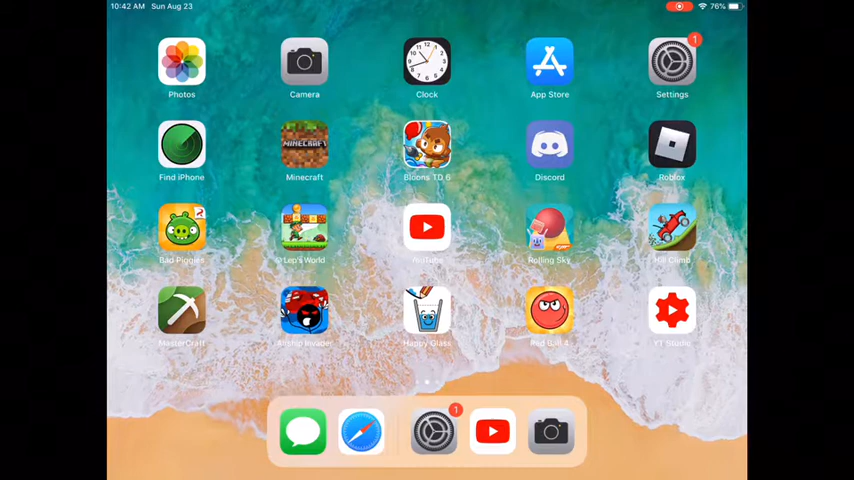 10:42 AM Sun Aug 23
76%
Photos
Camera
Clock
App Store
1
Settings
Find iPhone
MINECRAFT
Minecraft
Bloons TD 6
Discord
Roblox
Bad Piggies
Lep's World
YouTube
Rolling Sky
Hill Climb
MasterCraft
Airship Invader
Happy Glass
Red Ball 4
YT Studio
1